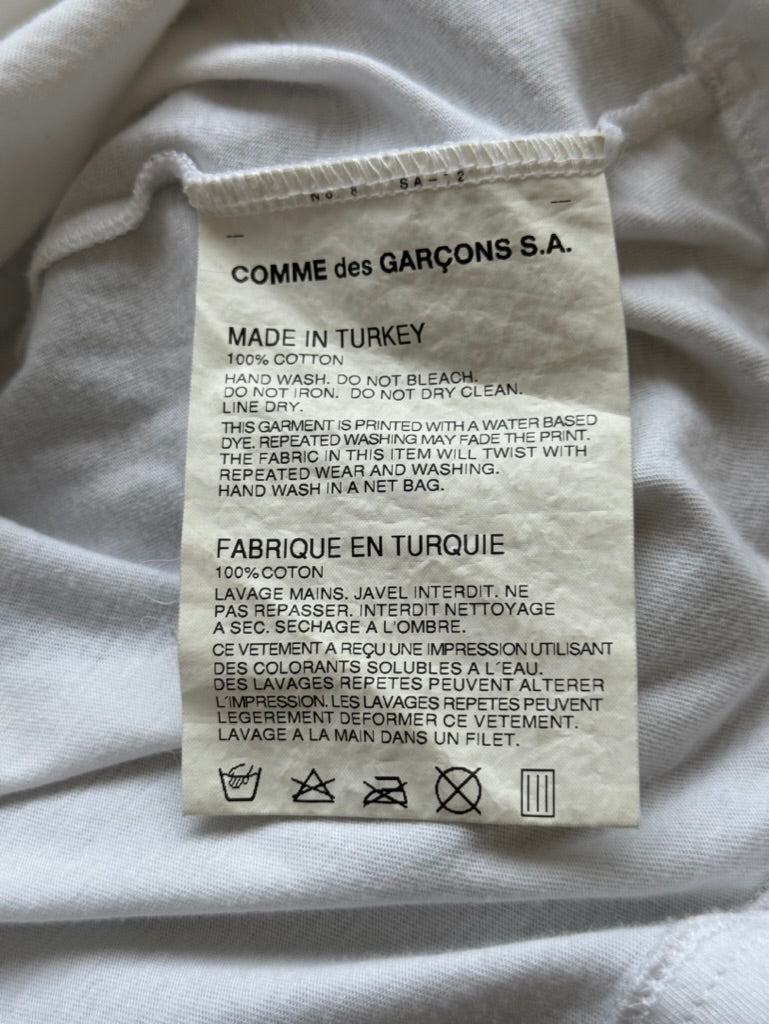 No 8 SA-12
COMME des GARÇONS S.A.
MADE IN TURKEY
100% COTTON
HAND WASH. DO NOT BLEACH.
DO NOT IRON. DO NOT DRY CLEAN.
LINE DRY.
THIS GARMENT IS PRINTED WITH A WATER BASED
DYE. REPEATED WASHING MAY FADE THE PRINT.
THE FABRIC IN THIS ITEM WILL TWIST WITH
REPEATED WEAR AND WASHING.
HAND WASH IN A NET BAG.
FABRIQUE EN TURQUIE
100% COTON
LAVAGE MAINS. JAVEL INTERDIT. NE
PAS REPASSER. INTERDIT NETTOYAGE
A SEC. SECHAGE A L'OMBRE.
CE VETEMENT A REÇU UNE IMPRESSION UTILISANT
DES COLORANTS SOLUBLES A L'EAU.
DES LAVAGES REPETES PEUVENT ALTERER
L'IMPRESSION. LES LAVAGES REPETES PEUVENT
LEGEREMENT DEFORMER CE VETEMENT.
LAVAGE A LA MAIN DANS UN FILET.